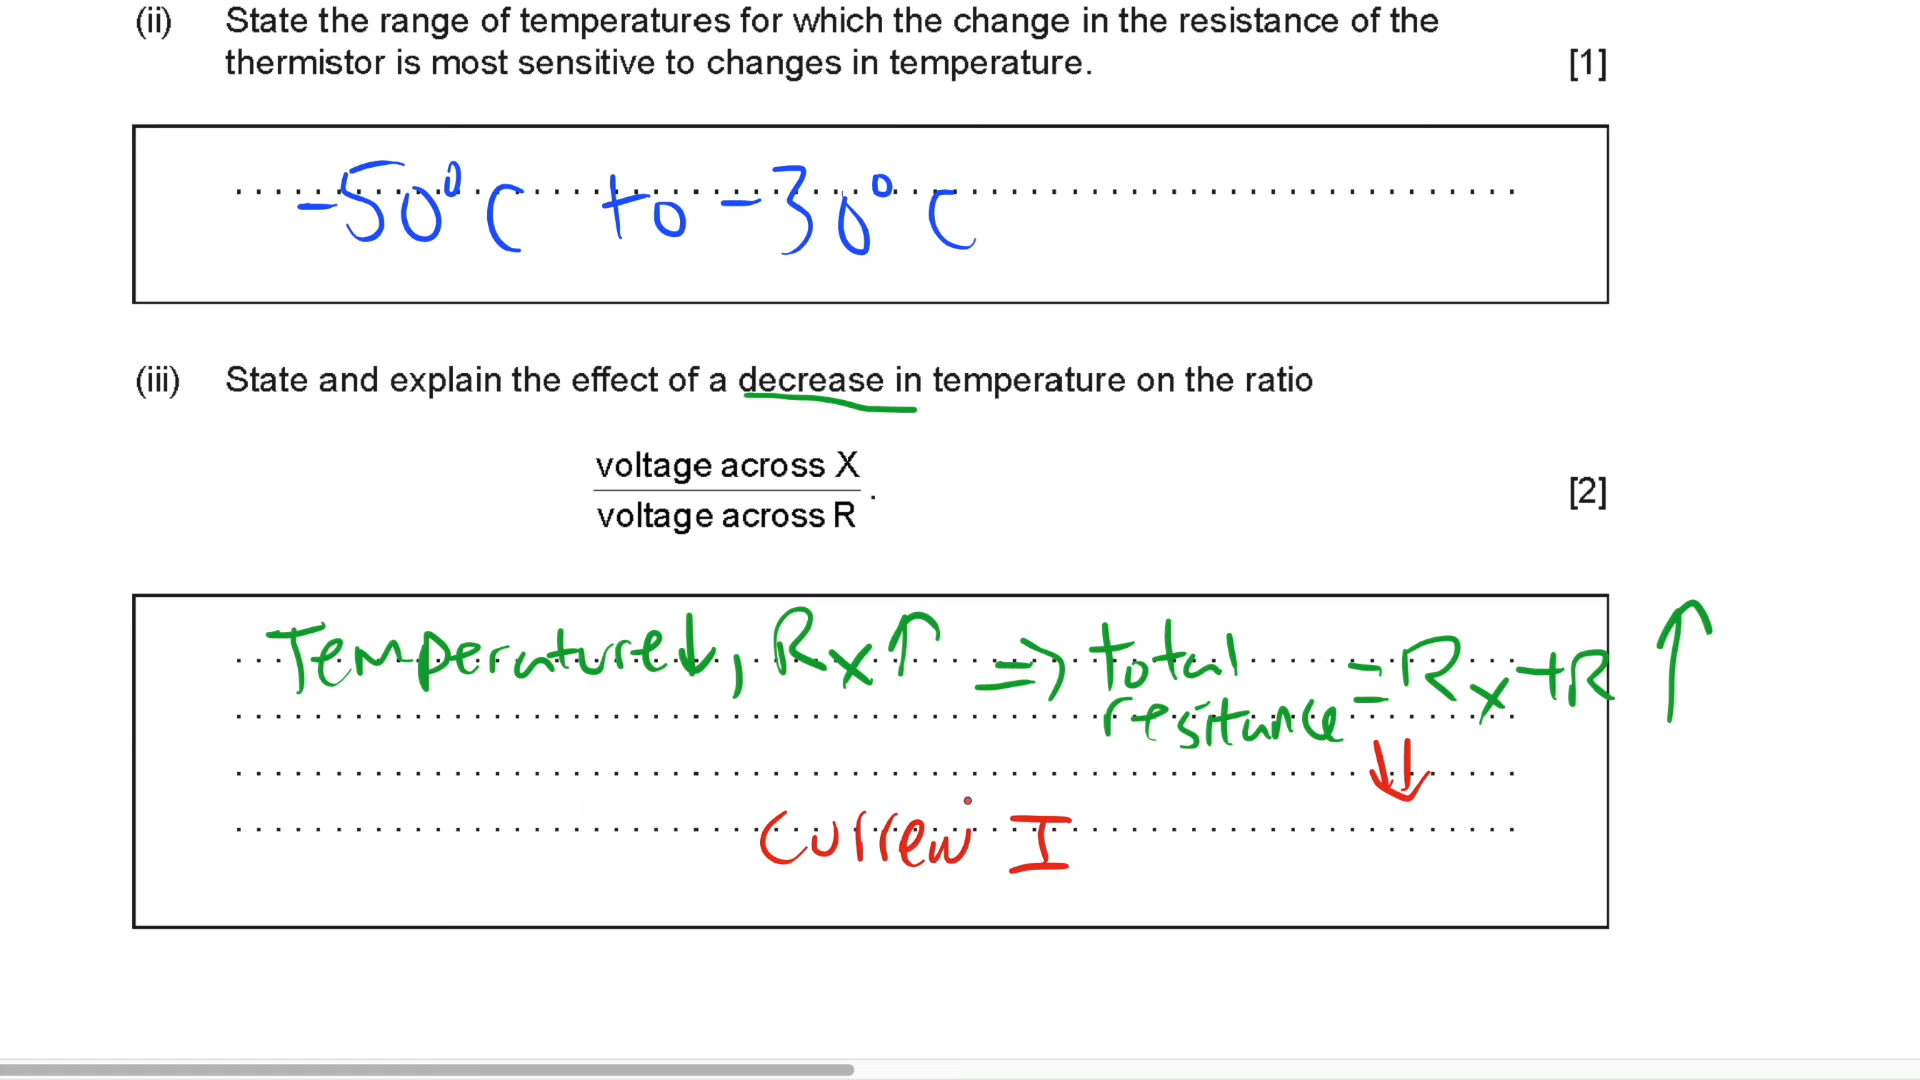 (ii) State the range of temperatures for which the change in the resistance of the
thermistor is most sensitive to changes in temperature. [1]
-50°C to -30°C
(iii) State and explain the effect of a decrease in temperature on the ratio
voltage across X
voltage across R . [2]
Temperature↓, Rx↑ ⇒ total = Rx+R ↑
resitance
⇓
Curren I